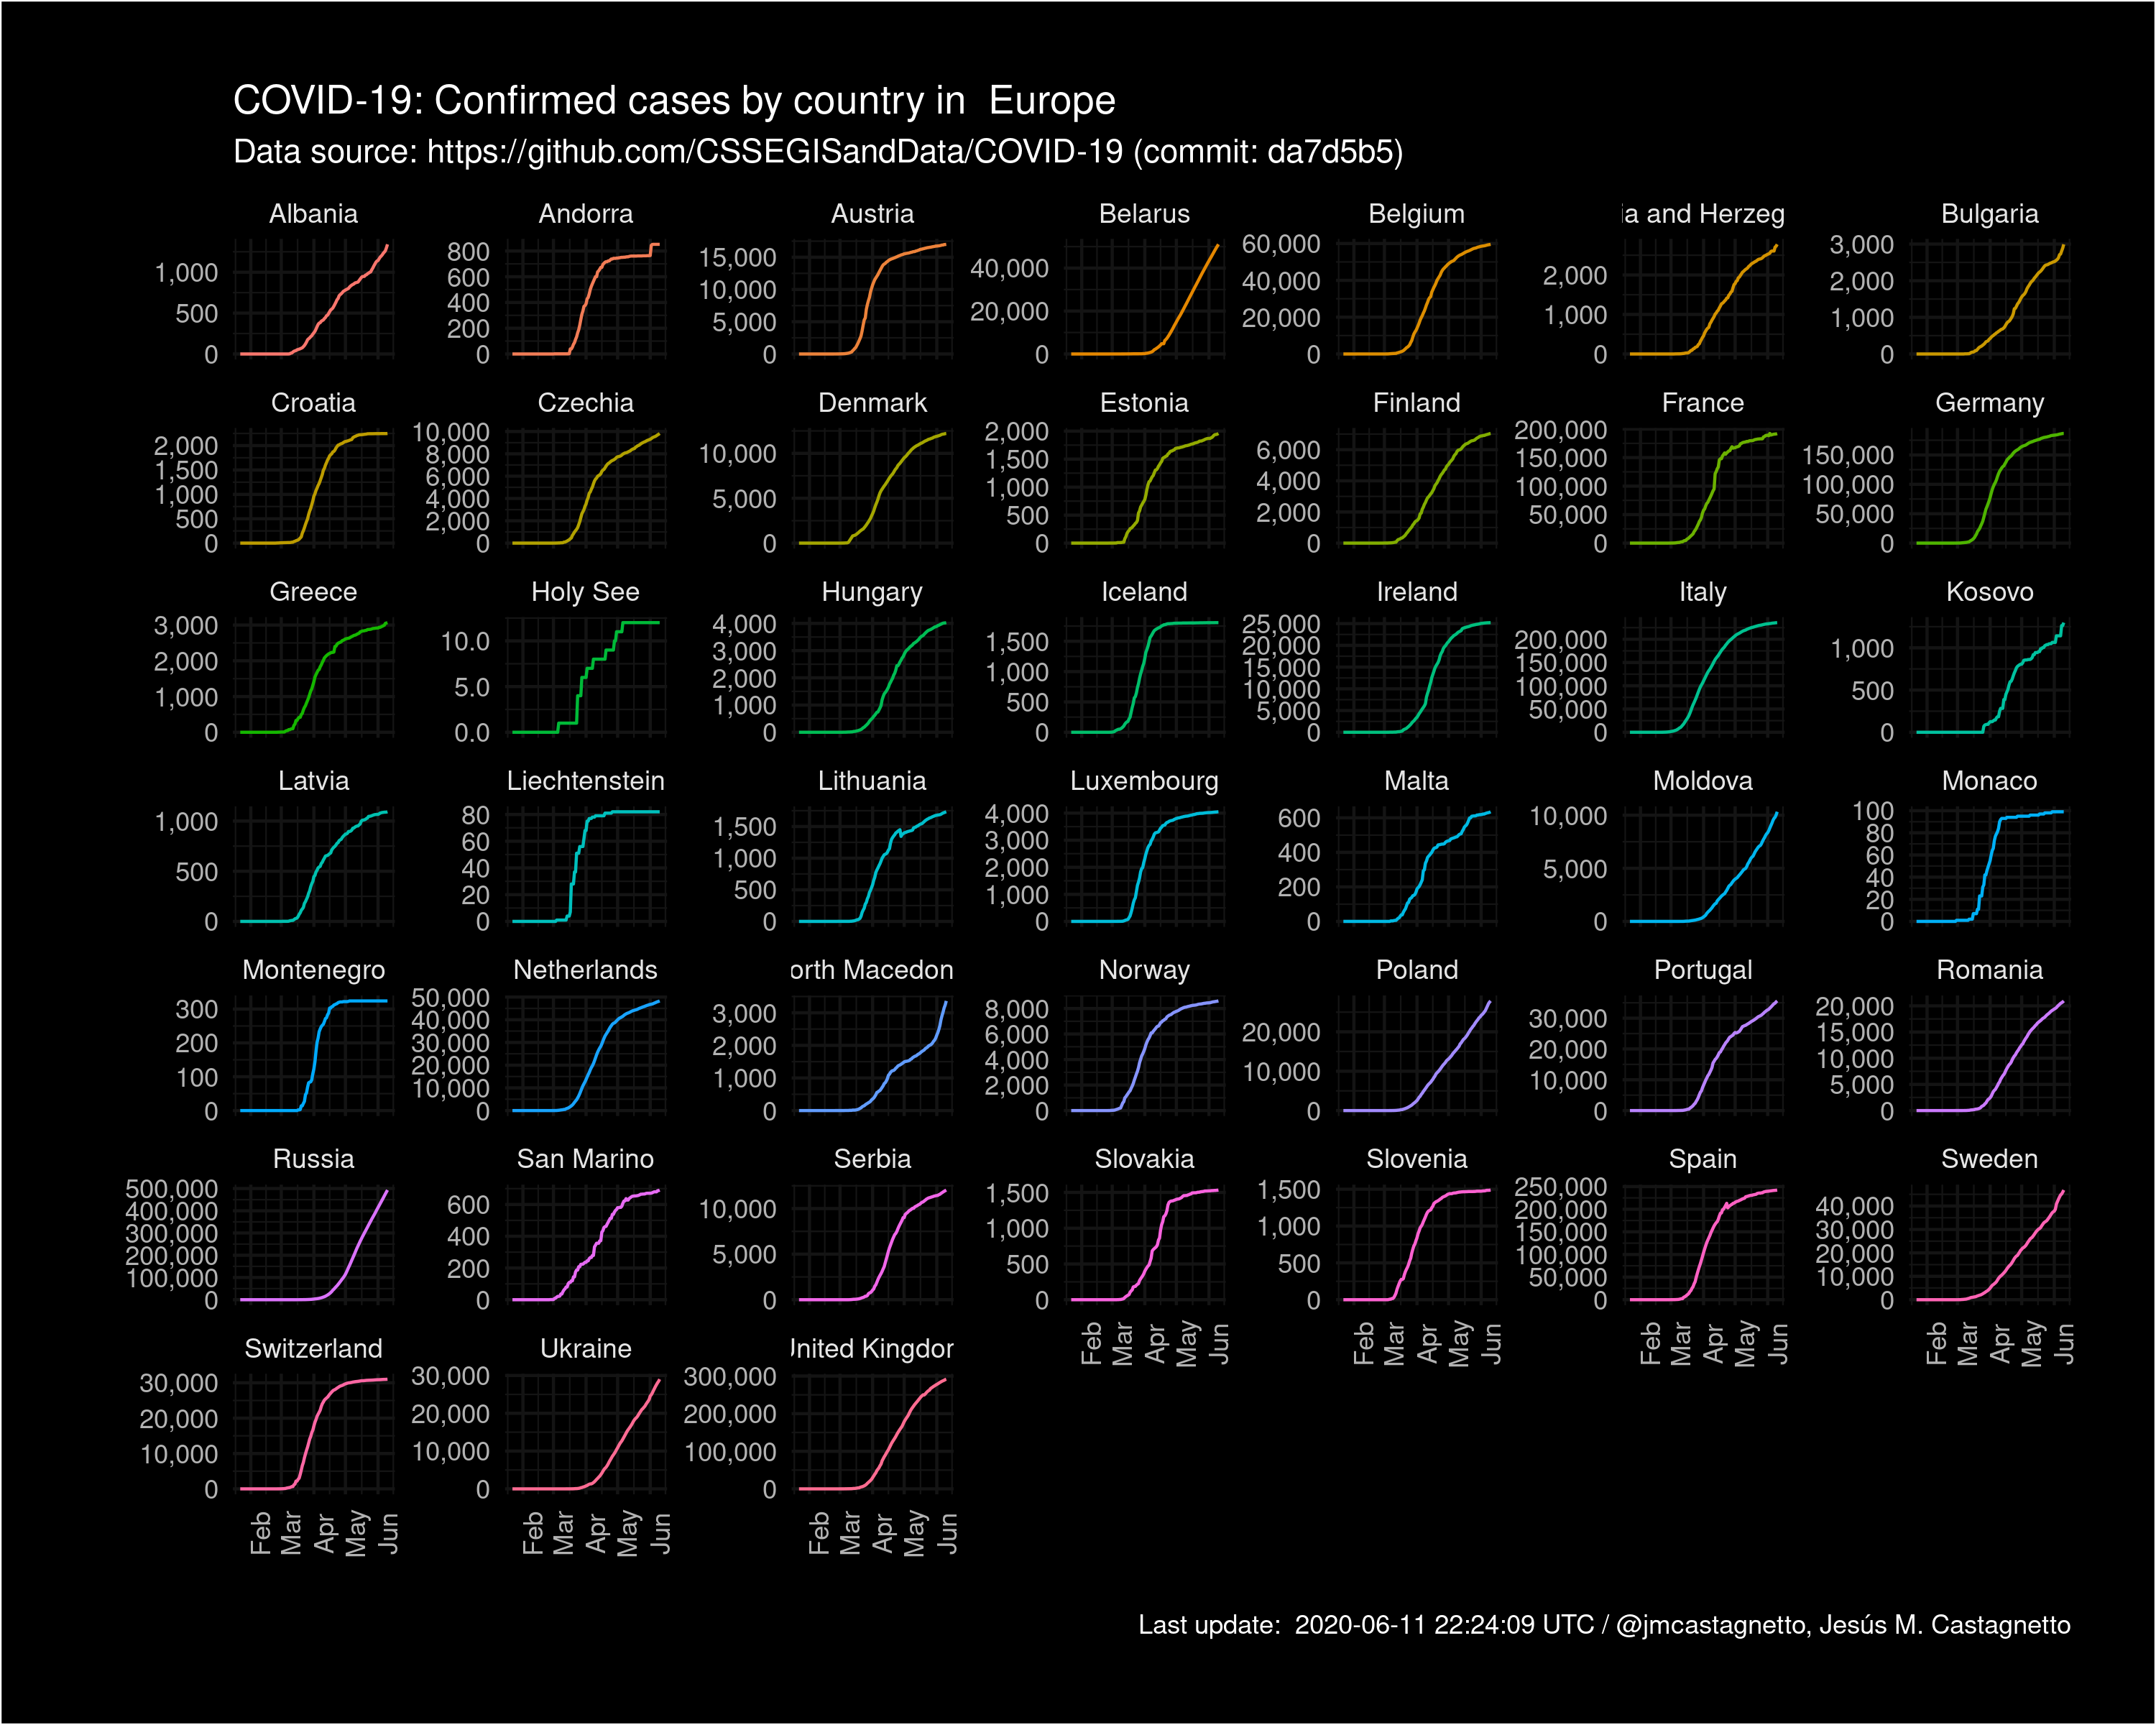 COVID-19: Confirmed cases by country in  Europe
Data source: https://github.com/CSSEGISandData/COVID-19 (commit: da7d5b5)
Albania Andorra Austria Belarus Belgium ia and Herzeg Bulgaria
1,000 500 0
800 600 400 200 0
15,000 10,000 5,000 0
40,000 20,000 0
60,000 40,000 20,000 0
2,000 1,000 0
3,000 2,000 1,000 0
Croatia Czechia Denmark Estonia Finland France Germany
2,000 1,500 1,000 500 0
10,000 8,000 6,000 4,000 2,000 0
10,000 5,000 0
2,000 1,500 1,000 500 0
6,000 4,000 2,000 0
200,000 150,000 100,000 50,000 0
150,000 100,000 50,000 0
Greece Holy See Hungary Iceland Ireland Italy Kosovo
3,000 2,000 1,000 0
10.0 5.0 0.0
4,000 3,000 2,000 1,000 0
1,500 1,000 500 0
25,000 20,000 15,000 10,000 5,000 0
200,000 150,000 100,000 50,000 0
1,000 500 0
Latvia Liechtenstein Lithuania Luxembourg Malta Moldova Monaco
1,000 500 0
80 60 40 20 0
1,500 1,000 500 0
4,000 3,000 2,000 1,000 0
600 400 200 0
10,000 5,000 0
100 80 60 40 20 0
Montenegro Netherlands orth Macedon Norway Poland Portugal Romania
300 200 100 0
50,000 40,000 30,000 20,000 10,000 0
3,000 2,000 1,000 0
8,000 6,000 4,000 2,000 0
20,000 10,000 0
30,000 20,000 10,000 0
20,000 15,000 10,000 5,000 0
Russia San Marino Serbia Slovakia Slovenia Spain Sweden
500,000 400,000 300,000 200,000 100,000 0
600 400 200 0
10,000 5,000 0
1,500 1,000 500 0
1,500 1,000 500 0
250,000 200,000 150,000 100,000 50,000 0
40,000 30,000 20,000 10,000 0
Feb Mar Apr May Jun
Feb Mar Apr May Jun
Feb Mar Apr May Jun
Feb Mar Apr May Jun
Switzerland Ukraine United Kingdor
30,000 20,000 10,000 0
30,000 20,000 10,000 0
300,000 200,000 100,000 0
Feb Mar Apr May Jun
Feb Mar Apr May Jun
Feb Mar Apr May Jun
Last update:  2020-06-11 22:24:09 UTC / @jmcastagnetto, Jesús M. Castagnetto